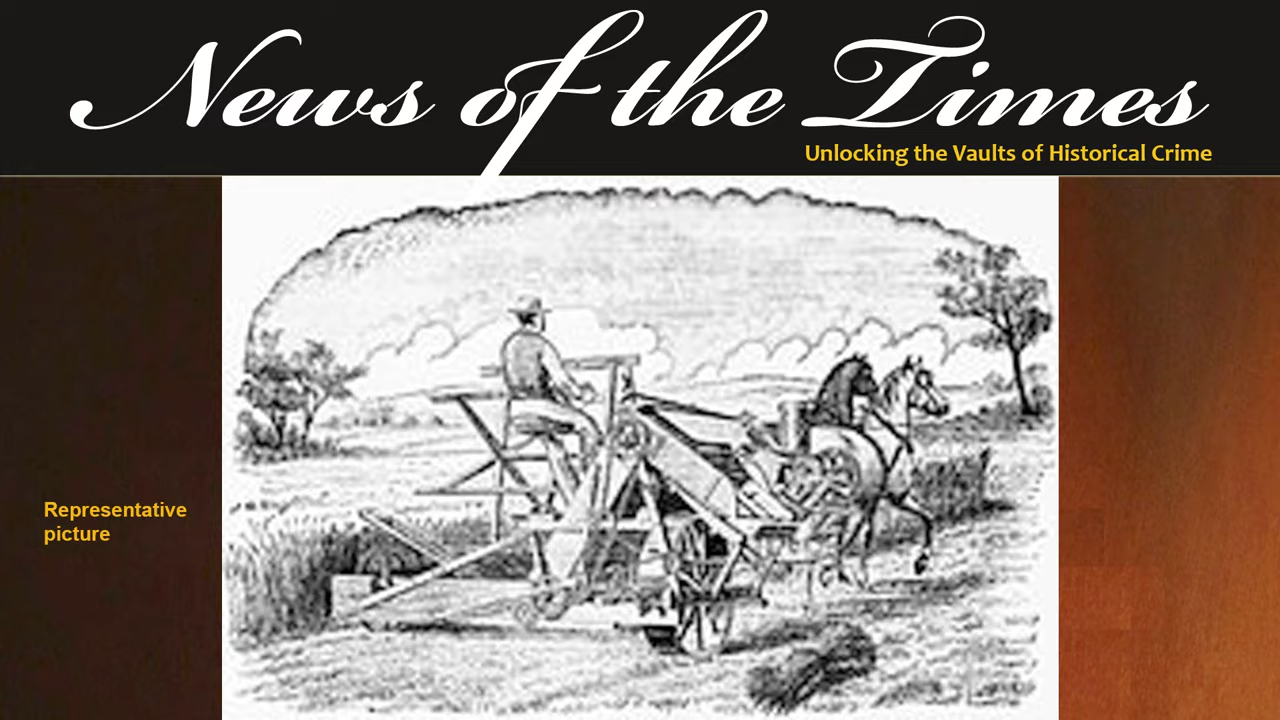 News of the Times
Unlocking the Vaults of Historical Crime
Representative
picture